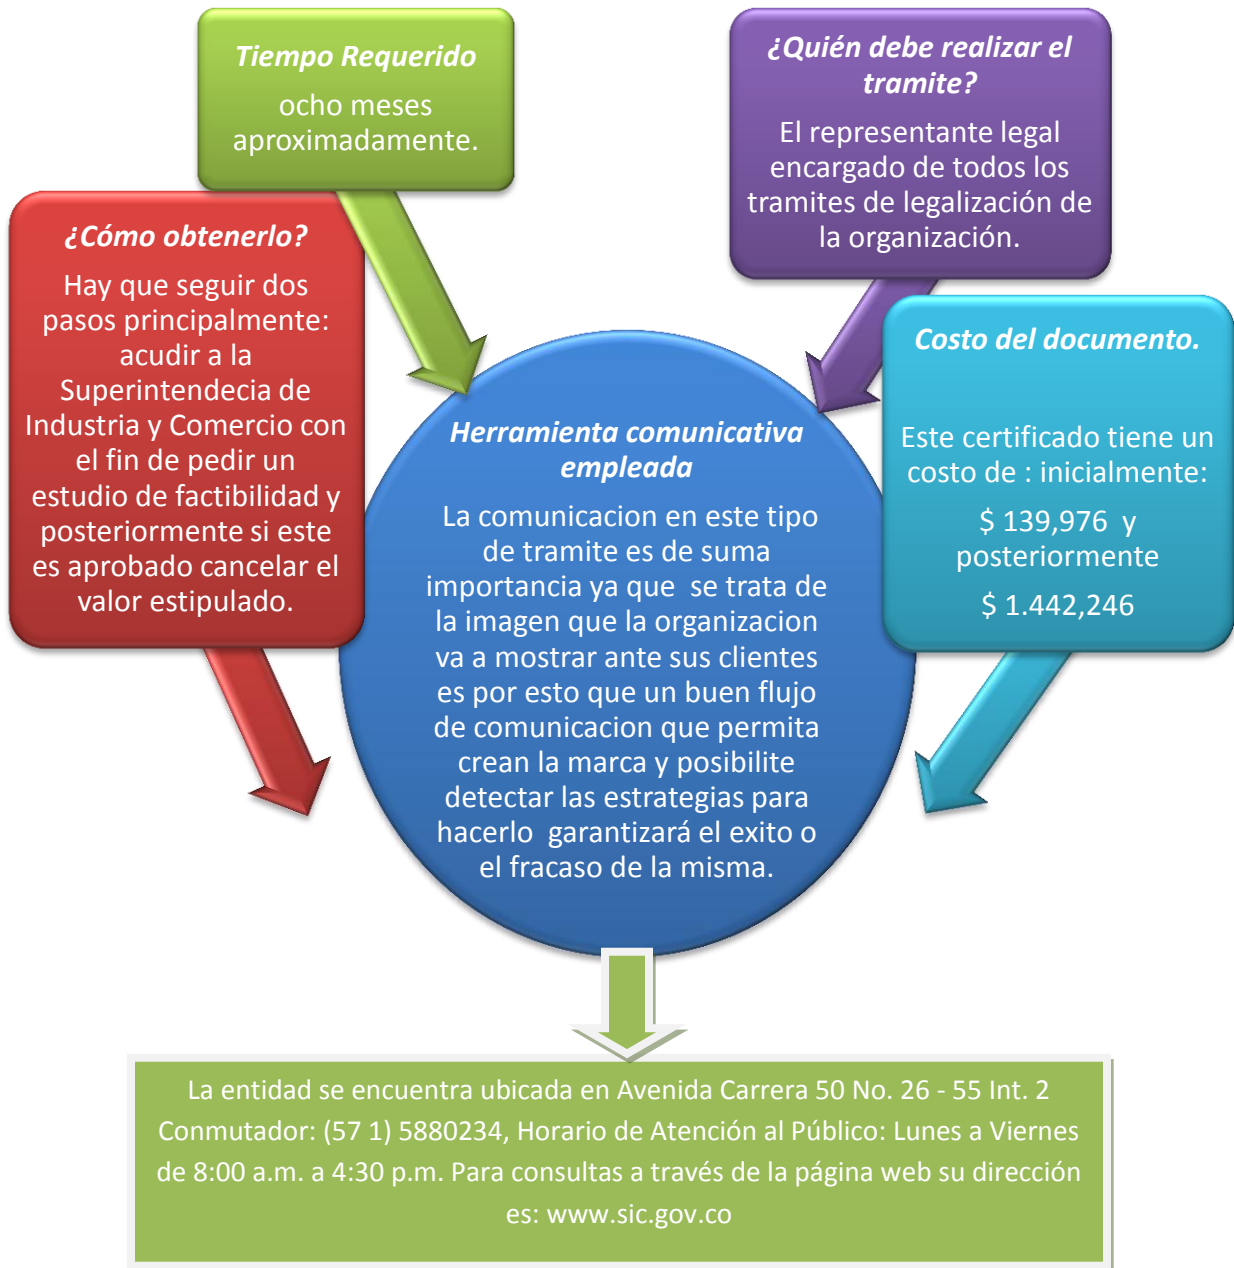 Tiempo Requerido
ocho meses
aproximadamente.
¿Quién debe realizar el
tramite?
El representante legal
encargado de todos los
tramites de legalización de
la organización.
¿Cómo obtenerlo?
Hay que seguir dos
pasos principalmente:
acudir a la
Superintendecia de
Industria y Comercio con
el fin de pedir un
estudio de factibilidad y
posteriormente si este
es aprobado cancelar el
valor estipulado.
Costo del documento.
Este certificado tiene un
costo de : inicialmente:
$ 139,976 y
posteriormente
$ 1.442,246
Herramienta comunicativa
empleada
La comunicacion en este tipo
de tramite es de suma
importancia ya que se trata de
la imagen que la organizacion
va a mostrar ante sus clientes
es por esto que un buen flujo
de comunicacion que permita
crean la marca y posibilite
detectar las estrategias para
hacerlo garantizará el exito o
el fracaso de la misma.
La entidad se encuentra ubicada en Avenida Carrera 50 No. 26 - 55 Int. 2
Conmutador: (57 1) 5880234, Horario de Atención al Público: Lunes a Viernes
de 8:00 a.m. a 4:30 p.m. Para consultas a través de la página web su dirección
es: www.sic.gov.co